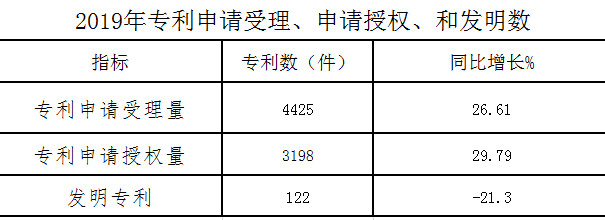 2019年专利申请受理、申请授权、和发明数
指标 专利数（件） 同比增长%
专利申请受理量 4425 26.61
专利申请授权量 3198 29.79
发明专利 122 -21.3